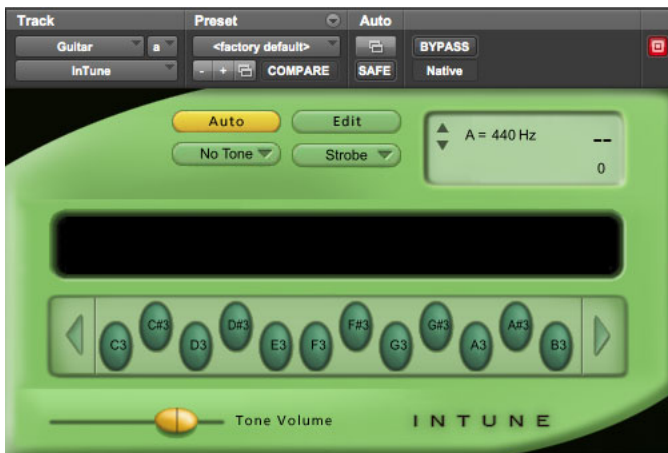 Track Preset Auto
Guitar a <factory default> BYPASS
InTune - + COMPARE SAFE Native
Auto Edit
A = 440 Hz --
No Tone Strobe
0
C#3 D#3 F#3 G#3 A#3
C3 D3 E3 F3 G3 A3 B3
Tone Volume INTUNE